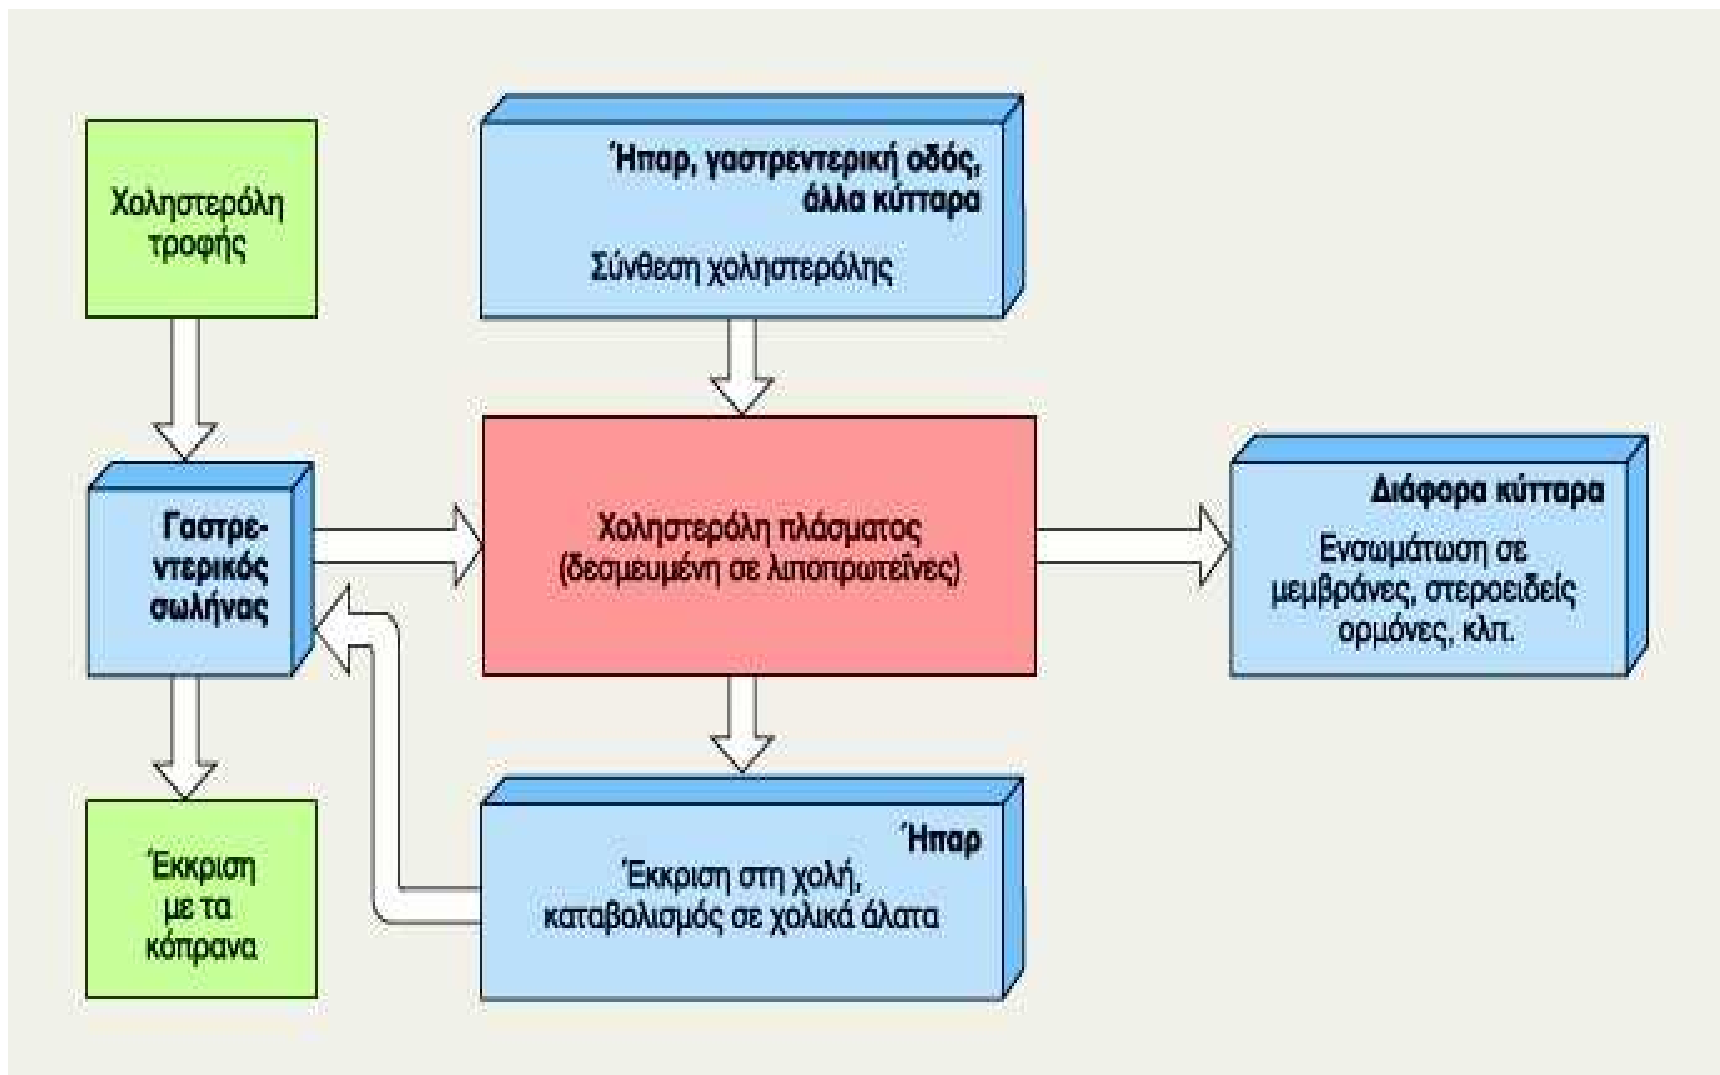 Χοληστερόλη
τροφής
Ήπαρ, γαστρεντερική οδός,
άλλα κύτταρα
Σύνθεση χοληστερόλης
Γαστρε-
ντερικός
σωλήνας
Χοληστερόλη πλάσματος
(δεσμευμένη σε λιποπρωτεΐνες)
Διάφορα κύτταρα
Ενσωμάτωση σε
μεμβράνες, στεροειδείς
ορμόνες, κλπ.
Έκκριση
με τα
κόπρανα
Ήπαρ
Έκκριση στη χολή,
καταβολισμός σε χολικά άλατα